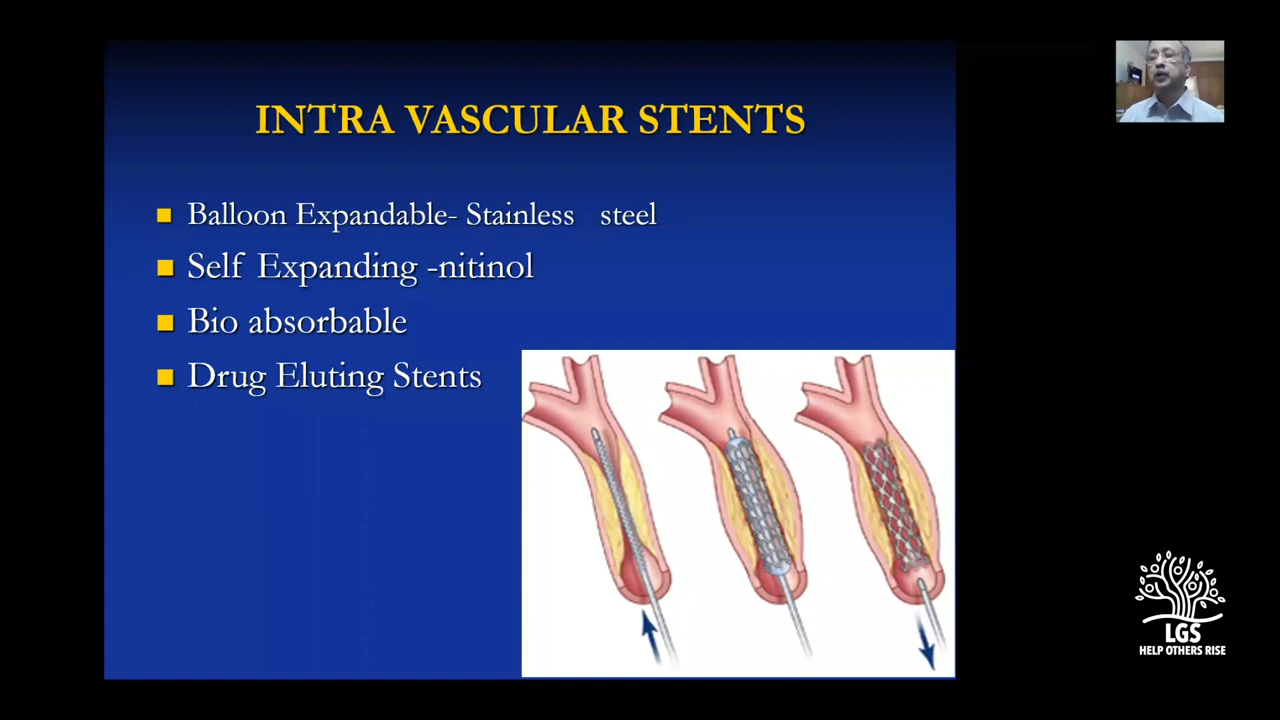 INTRA VASCULAR STENTS
Balloon Expandable- Stainless steel
Self Expanding -nitinol
Bio absorbable
Drug Eluting Stents
LGS
HELP OTHERS RISE